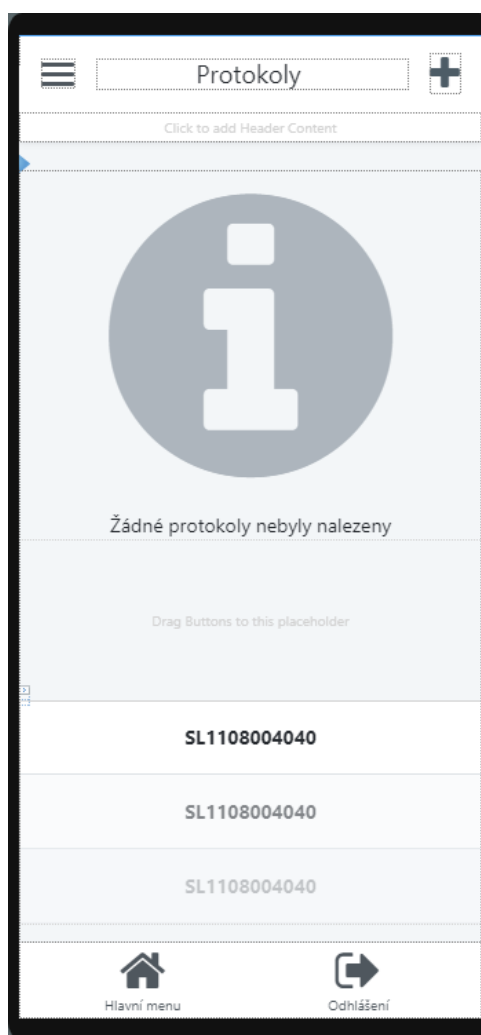 Protokoly
Click to add Header Content
Žádné protokoly nebyly nalezeny
Drag Buttons to this placeholder
SL1108004040
SL1108004040
SL1108004040
Hlavní menu
Odhlášení